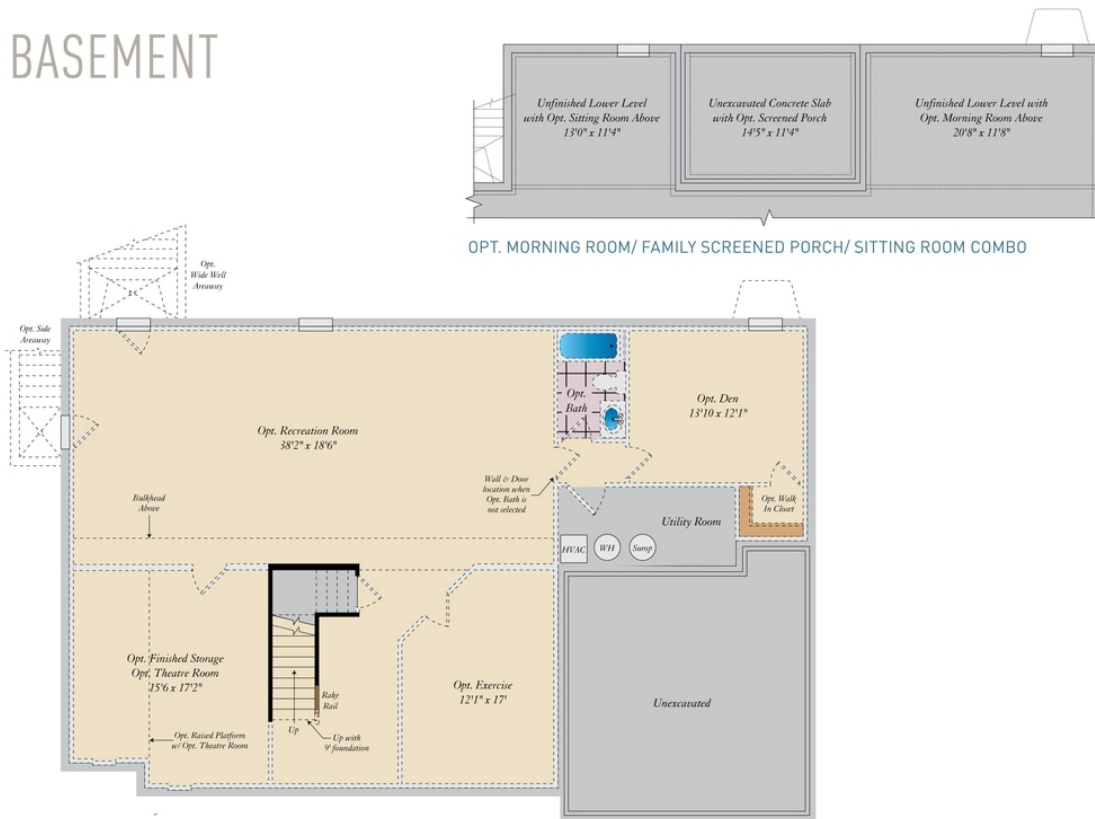 BASEMENT
Unfinished Lower Level
with Opt. Sitting Room Above
13'0" x 11'4"
Unexcavated Concrete Slab
with Opt. Screened Porch
14'5" x 11'4"
Unfinished Lower Level with
Opt. Morning Room Above
20'8" x 11'8"
OPT. MORNING ROOM/ FAMILY SCREENED PORCH/ SITTING ROOM COMBO
Opt.
Wide Well
Areaway
Opt. Side
Areaway
Opt. Recreation Room
38'2" x 18'6"
Opt.
Bath
Opt. Den
13'10 x 12'1"
Bulkhead
Above
Wall & Door
location when
Opt. Bath is
not selected
Opt. Walk
In Closet
Utility Room
HVAC
WH
Sump
Opt. Finished Storage
Opt. Theatre Room
15'6 x 17'2"
Opt. Exercise
12'1" x 17'
Rake
Rail
Unexcavated
Up
Up with
9' foundation
Opt. Raised Platform
w/ Opt. Theatre Room